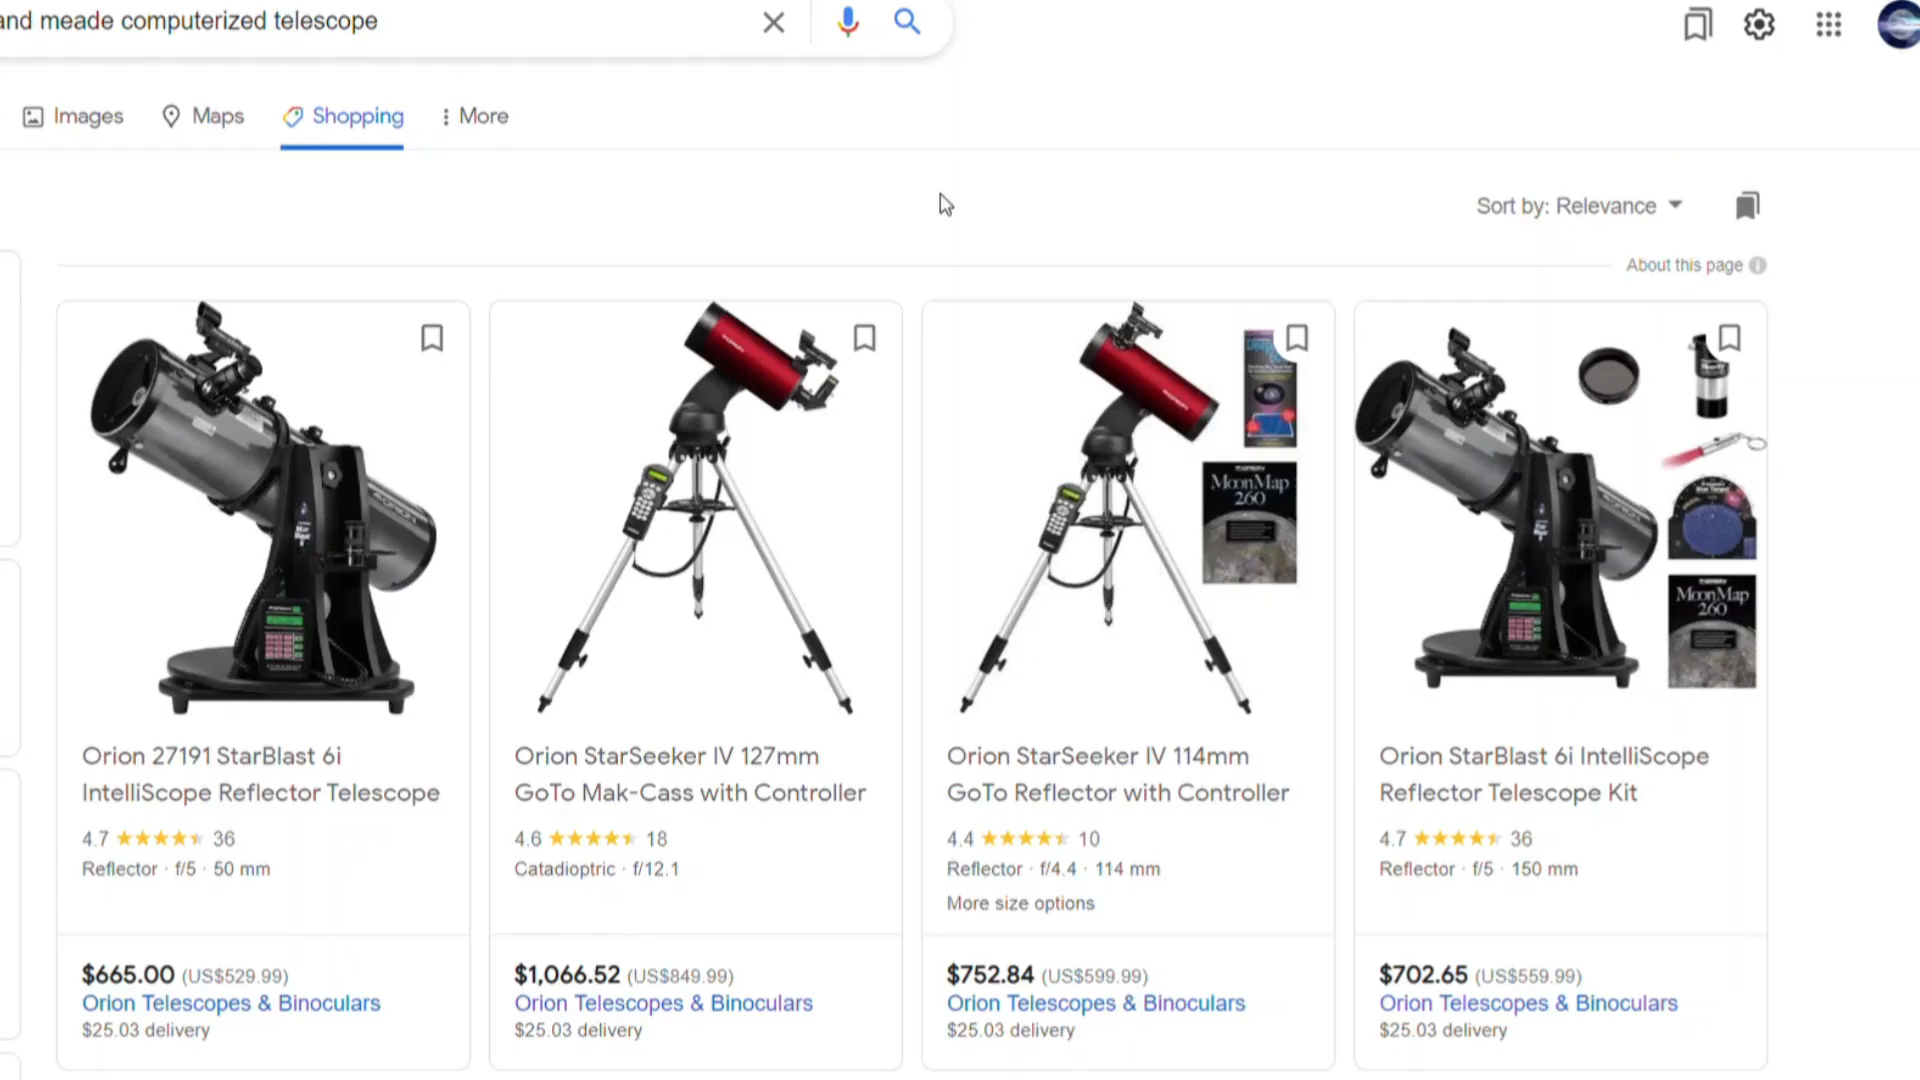 and meade computerized telescope
Images
Maps
Shopping
More
Sort by: Relevance
About this page
MoonMap
260
MoonMap
260
Orion 27191 StarBlast 6i
IntelliScope Reflector Telescope
4.7
36
Reflector · f/5 · 50 mm
$665.00 (US$529.99)
Orion Telescopes & Binoculars
$25.03 delivery
Orion StarSeeker IV 127mm
GoTo Mak-Cass with Controller
4.6
18
Catadioptric · f/12.1
$1,066.52 (US$849.99)
Orion Telescopes & Binoculars
$25.03 delivery
Orion StarSeeker IV 114mm
GoTo Reflector with Controller
4.4
10
Reflector · f/4.4 · 114 mm
More size options
$752.84 (US$599.99)
Orion Telescopes & Binoculars
$25.03 delivery
Orion StarBlast 6i IntelliScope
Reflector Telescope Kit
4.7
36
Reflector · f/5 · 150 mm
$702.65 (US$559.99)
Orion Telescopes & Binoculars
$25.03 delivery